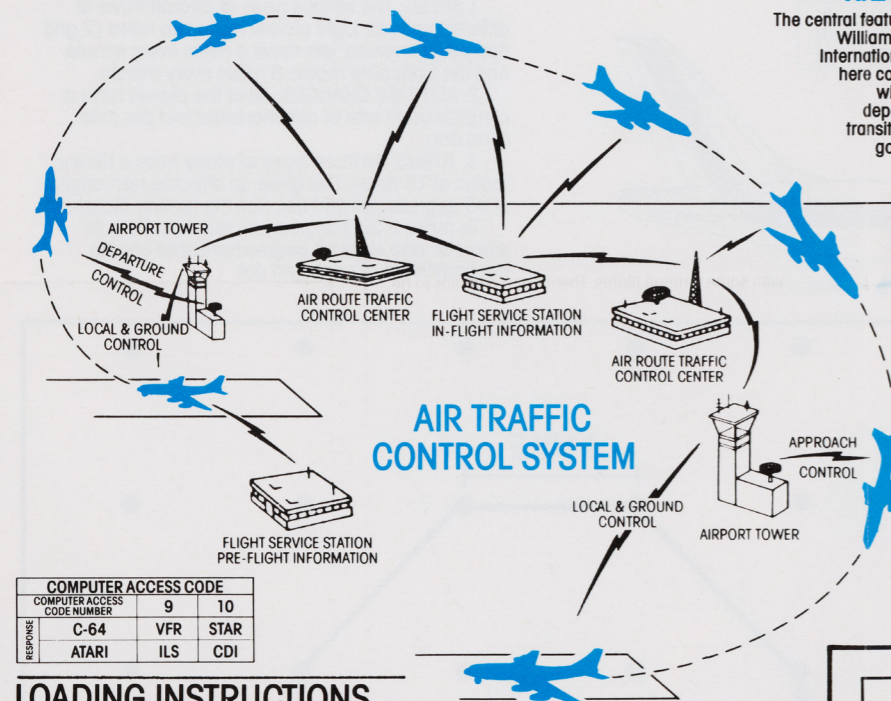 The central featu
William
Internation
here co
wi
dep
transit
go
AIRPORT TOWER
DEPARTURE
CONTROL
LOCAL & GROUND
CONTROL
AIR ROUTE TRAFFIC
CONTROL CENTER
FLIGHT SERVICE STATION
IN-FLIGHT INFORMATION
AIR ROUTE TRAFFIC
CONTROL CENTER
AIR TRAFFIC
CONTROL SYSTEM
APPROACH
CONTROL
LOCAL & GROUND
CONTROL
AIRPORT TOWER
FLIGHT SERVICE STATION
PRE-FLIGHT INFORMATION
COMPUTER ACCESS CODE
COMPUTER ACCESS CODE NUMBER 9 10
RESPONSE
C-64 VFR STAR
ATARI ILS CDI
LOADING INSTRUCTIONS